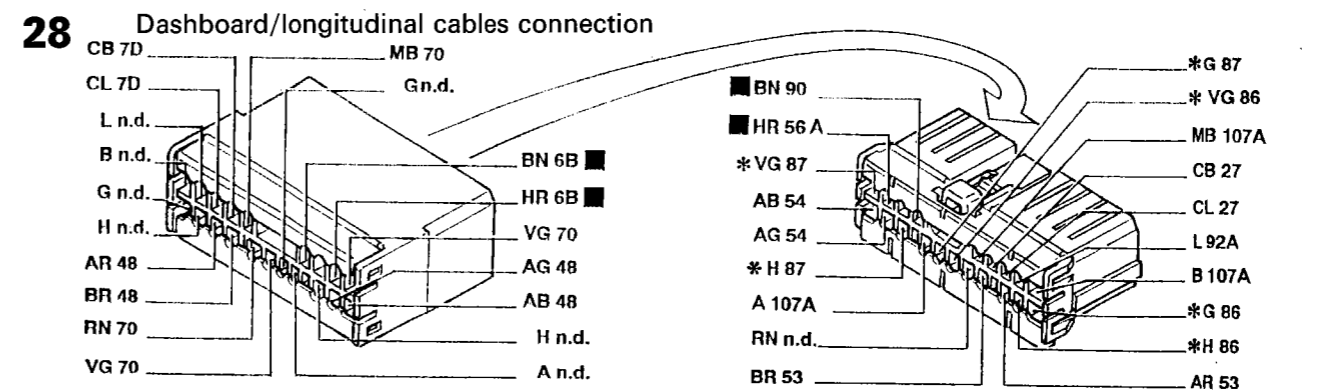 28 Dashboard/longitudinal cables connection
CB 7D
CL 7D
L n.d.
B n.d.
G n.d.
H n.d.
AR 48
BR 48
RN 70
VG 70
MB 70
Gn.d.
BN 6B ■
HR 6B ■
VG 70
AG 48
AB 48
H n.d.
A n.d.
■ BN 90
■ HR 56 A
*VG 87
AB 54
AG 54
*H 87
A 107A
RN n.d.
BR 53
*G 87
* VG 86
MB 107A
CB 27
CL 27
L 92A
B 107A
*G 86
*H 86
AR 53